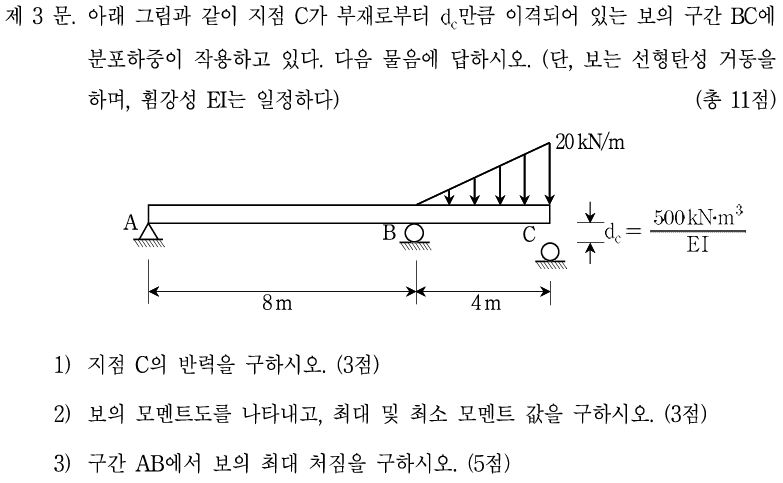 제 3 문. 아래 그림과 같이 지점 C가 부재로부터 d_c만큼 이격되어 있는 보의 구간 BC에
분포하중이 작용하고 있다. 다음 물음에 답하시오. (단, 보는 선형탄성 거동을
하며, 휨강성 EI는 일정하다) (총 11점)
20 kN/m
A
B
C
d_c = 500 kN·m³ / EI
8 m
4 m
1) 지점 C의 반력을 구하시오. (3점)
2) 보의 모멘트도를 나타내고, 최대 및 최소 모멘트 값을 구하시오. (3점)
3) 구간 AB에서 보의 최대 처짐을 구하시오. (5점)